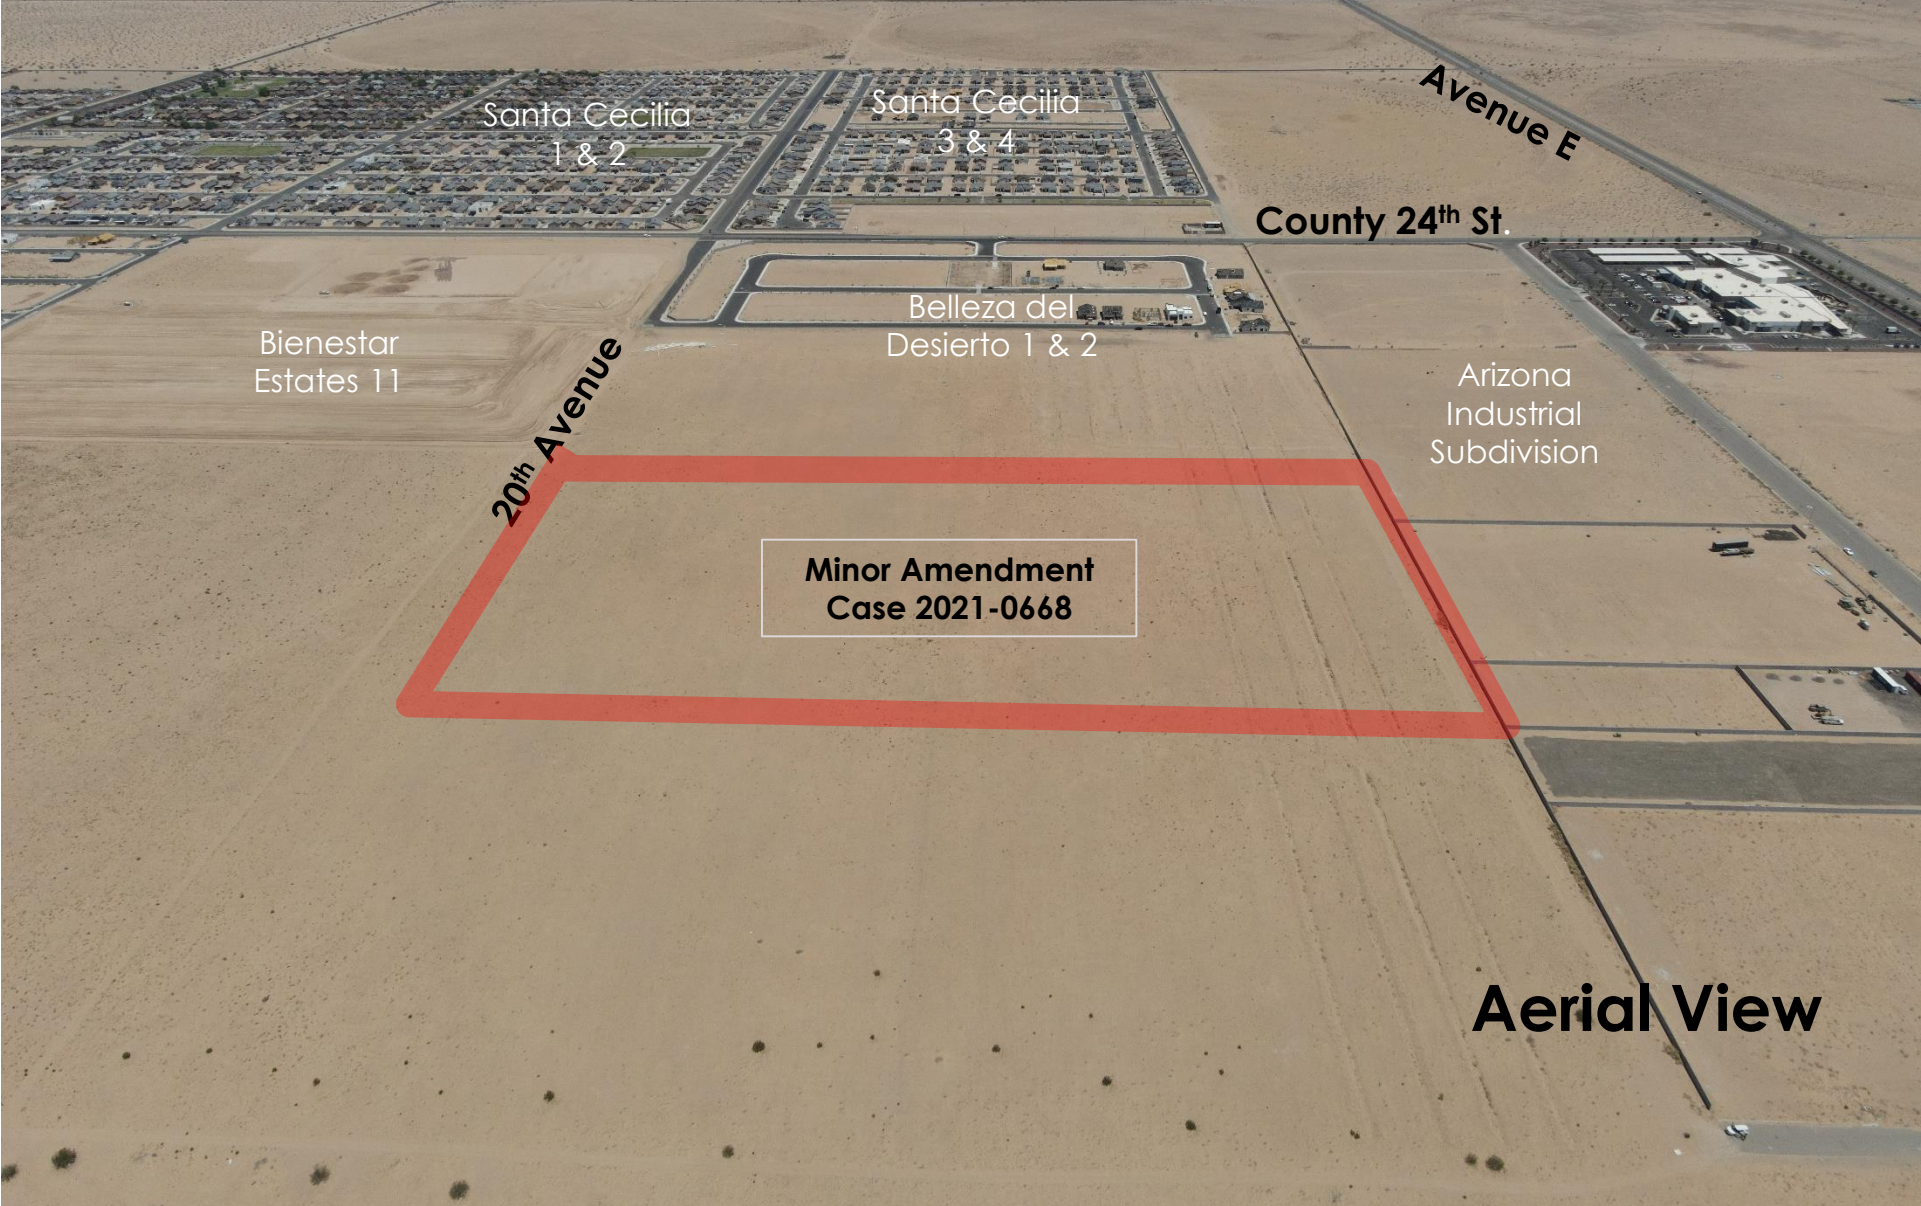 Avenue E
Santa Cecilia
1 & 2
Santa Cecilia
3 & 4
County 24th St.
Belleza del
Desierto 1 & 2
Bienestar
Estates 11
20th Avenue
Arizona
Industrial
Subdivision
Minor Amendment
Case 2021-0668
Aerial View